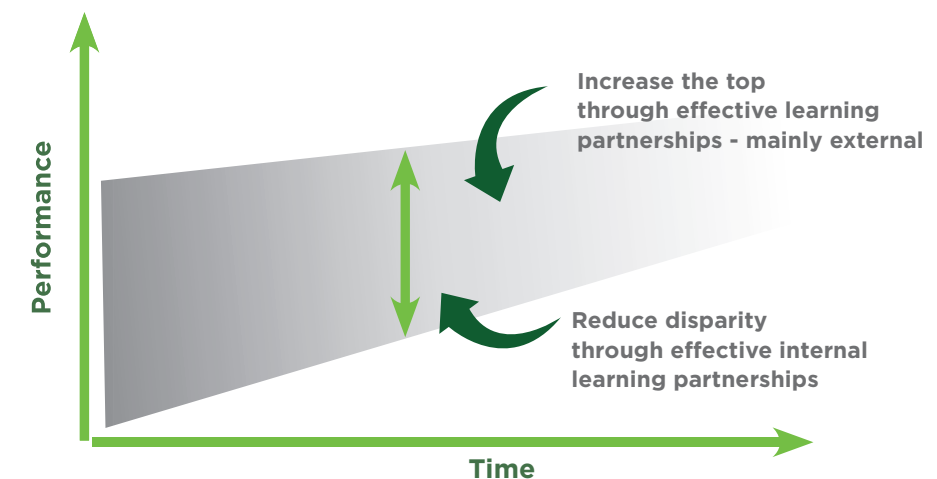 Increase the top
through effective learning
partnerships - mainly external
Performance
Reduce disparity
through effective internal
learning partnerships
Time